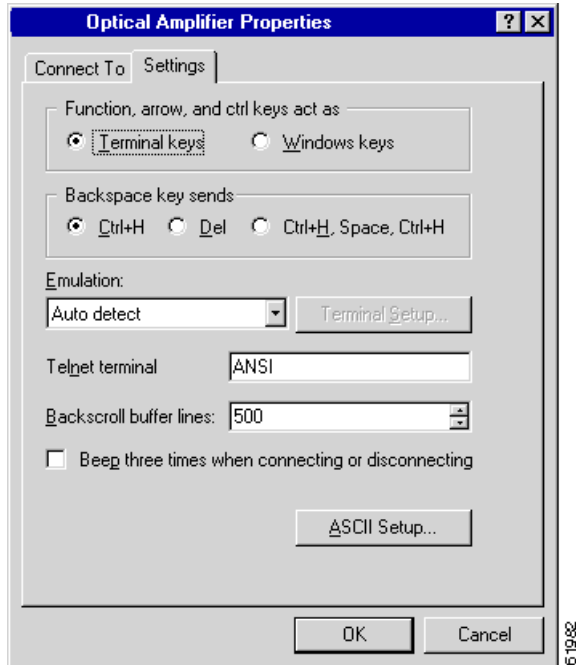 Optical Amplifier Properties
Connect To
Settings
Function, arrow, and ctrl keys act as
Terminal keys
Windows keys
Backspace key sends
Ctrl+H
Del
Ctrl+H, Space, Ctrl+H
Emulation:
Auto detect
Terminal Setup...
Telnet terminal
ANSI
Backscroll buffer lines:
500
Beep three times when connecting or disconnecting
ASCII Setup...
OK
Cancel
51982